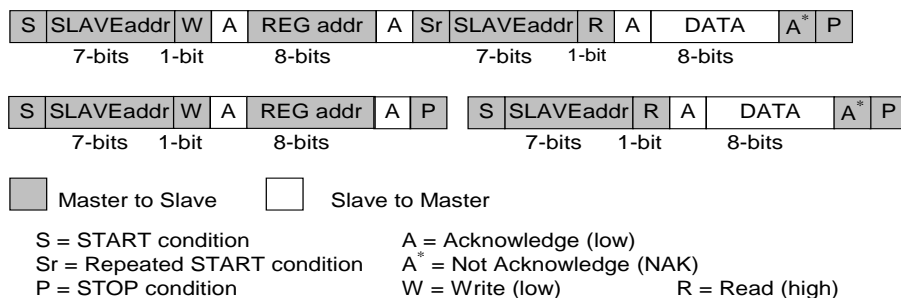 S SLAVEaddr W A REG addr A Sr SLAVEaddr R A DATA A* P
7-bits 1-bit 8-bits 7-bits 1-bit 8-bits
S SLAVEaddr W A REG addr A P S SLAVEaddr R A DATA A* P
7-bits 1-bit 8-bits 7-bits 1-bit 8-bits
Master to Slave Slave to Master
S = START condition A = Acknowledge (low)
Sr = Repeated START condition A* = Not Acknowledge (NAK)
P = STOP condition W = Write (low) R = Read (high)